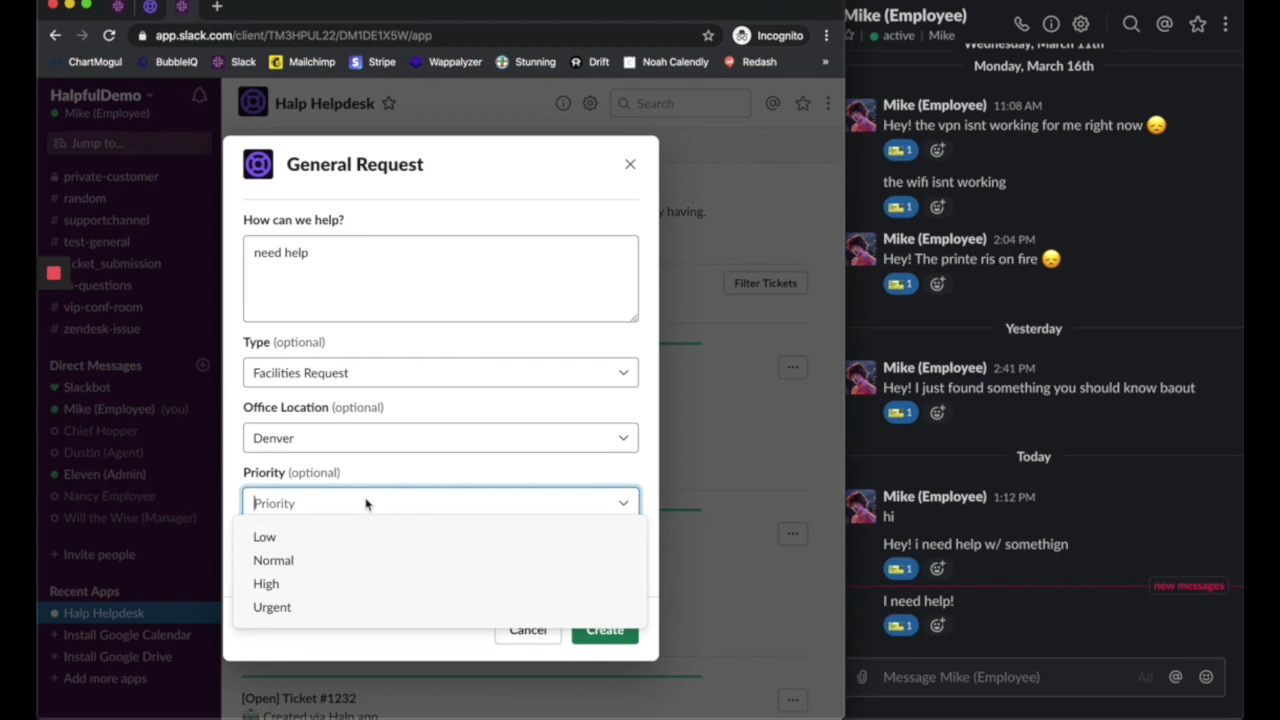 app.slack.com/client/TM3HPUL22/DM1DE1X5W/app
Incognito
ChartMogul
BubbleIQ
Slack
Mailchimp
Stripe
Wappalyzer
Stunning
Drift
Noah Calendly
Redash
»
HalpfulDemo
Mike (Employee)
Jump to...
private-customer
# random
# supportchannel
# test-general
cket_submission
s-questions
# vip-conf-room
# zendesk-issue
Direct Messages
Slackbot
Mike (Employee) (you)
Chief Hopper
Dustin (Agent)
Eleven (Admin)
Nancy Employee
Will the Wise (Manager)
+ Invite people
Recent Apps
Halp Helpdesk
+ Install Google Calendar
+ Install Google Drive
+ Add more apps
Halp Helpdesk
Search
y having.
Filter Tickets
General Request
How can we help?
need help
Type (optional)
Facilities Request
Office Location (optional)
Denver
Priority (optional)
Priority
Low
Normal
High
Urgent
Cancel
Create
[Open] Ticket #1232
Created via Halp app
Mike (Employee)
active | Mike
Wednesday, March 11th
Monday, March 16th
Mike (Employee) 11:08 AM
Hey! the vpn isnt working for me right now 😞
1
the wifi isnt working
1
Mike (Employee) 2:04 PM
Hey! The printe ris on fire 😞
1
Yesterday
Mike (Employee) 2:41 PM
Hey! I just found something you should know baout
1
Today
Mike (Employee) 1:12 PM
hi
Hey! i need help w/ somethign
1
new messages
I need help!
1
Message Mike (Employee)
Aa